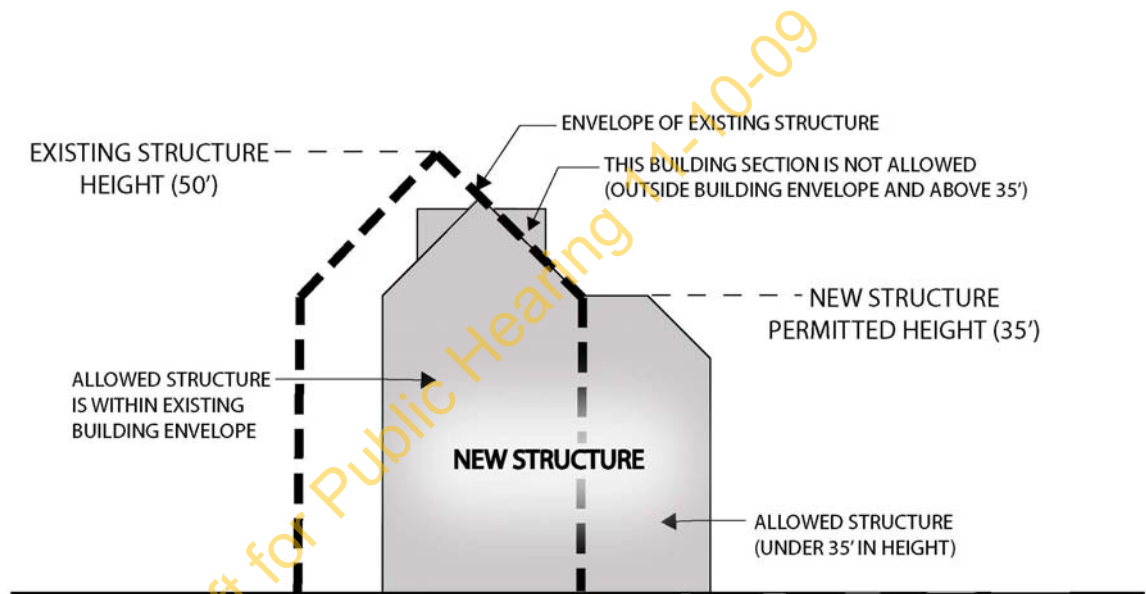 ENVELOPE OF EXISTING STRUCTURE
EXISTING STRUCTURE
HEIGHT (50')
THIS BUILDING SECTION IS NOT ALLOWED
(OUTSIDE BUILDING ENVELOPE AND ABOVE 35')
NEW STRUCTURE
PERMITTED HEIGHT (35')
ALLOWED STRUCTURE
IS WITHIN EXISTING
BUILDING ENVELOPE
NEW STRUCTURE
ALLOWED STRUCTURE
(UNDER 35' IN HEIGHT)
for Public Hearing 11-10-09